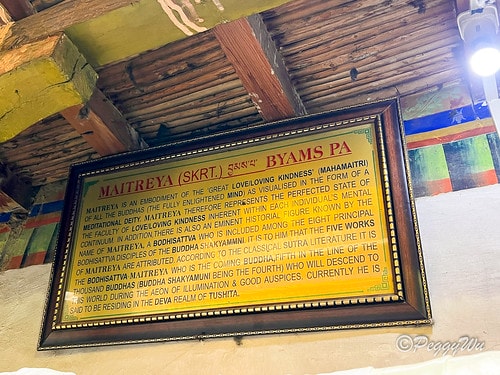 MAITREYA (SKRT.) བྱམས་པ་ BYAMS PA
MAITREYA IS AN EMBODIMENT OF THE 'GREAT LOVE/LOVING KINDNESS' (MAHAMAITRI)
OF ALL THE BUDDHAS (THE FULLY ENLIGHTENED MIND) AS VISUALISED IN THE FORM OF A
MEDITATIONAL DEITY. MAITREYA THEREFORE REPRESENTS THE PERFECTED STATE OF
THE FACULTY OF LOVE/LOVING KINDNESS INHERENT WITHIN EACH INDIVIDUAL'S MENTAL
CONTINUUM. IN ADDITION, THERE IS ALSO AN EMINENT HISTORIAL FIGURE KNOWN BY THE
NAME OF MAITREYA, A BODHISATTVA WHO IS INCLUDED AMONG THE EIGHT PRINCIPAL
BODHISATTVA DISCIPLES OF THE BUDDHA SHAKYAMINI. IT IS TO HIM THAT THE FIVE WORKS
OF MAITREYA ARE ATTRIBUTED. ACCORDING TO THE CLASSICAL SUTRA LITERATURE IT IS
THE BODHISATTVA MAITREYA WHO IS THE COMING BUDDHA, FIFTH IN THE LINE OF THE
THOUSAND BUDDHAS (BUDDHA SHAKYAMUNI BEING THE FOURTH) WHO WILL DESCEND TO
THIS WORLD DURING THE AEON OF ILLUMINATION & GOOD AUSPICES. CURRENTLY HE IS
SAID TO BE RESIDING IN THE DEVA REALM OF TUSHITA.
©PeggyWu